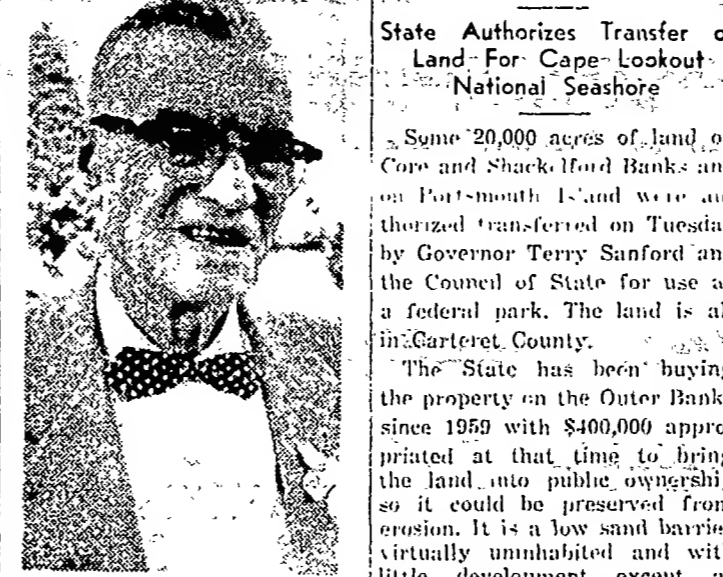 State Authorizes Transfer
Land For Cape Lookout
National Seashore
Some 20,000 acres of land
Core and Shackelford Banks an
on Portsmouth Island were au
thorized transferred on Tuesda
by Governor Terry Sanford an
the Council of State for use a
a federal park. The land is al
in Carteret County.
The State has been buying
the property on the Outer Bank
since 1959 with $400,000 appro
priated at that time to bring
the land into public ownershi
so it could be preserved from
erosion. It is a low sand barrie
virtually uninhabited and wit
little development except